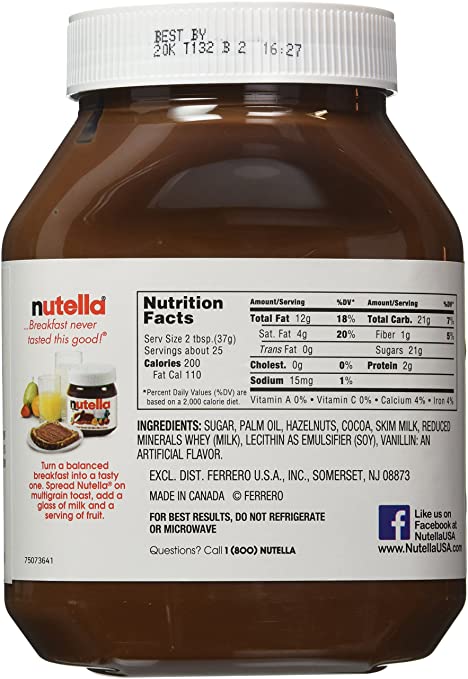 BEST BY
20K T132 B 2 16:27
nutella®
...Breakfast never
tasted this good!®
nutella
Turn a balanced
breakfast into a tasty
one. Spread Nutella® on
multigrain toast, add a
glass of milk and a
serving of fruit.
75073641
Nutrition
Facts
Serv Size 2 tbsp. (37g)
Servings about 25
Calories 200
Fat Cal 110
*Percent Daily Values (%DV) are
based on a 2,000 calorie diet.
Amount/Serving %DV* Amount/Serving %DV*
Total Fat 12g 18% Total Carb. 21g 7%
Sat. Fat 4g 20% Fiber 1g 5%
Trans Fat 0g Sugars 21g
Cholest. 0g 0% Protein 2g
Sodium 15mg 1%
Vitamin A 0% • Vitamin C 0% • Calcium 4% • Iron 4%
INGREDIENTS: SUGAR, PALM OIL, HAZELNUTS, COCOA, SKIM MILK, REDUCED
MINERALS WHEY (MILK), LECITHIN AS EMULSIFIER (SOY), VANILLIN: AN
ARTIFICIAL FLAVOR.
EXCL. DIST. FERRERO U.S.A., INC., SOMERSET, NJ 08873
MADE IN CANADA © FERRERO
FOR BEST RESULTS, DO NOT REFRIGERATE
OR MICROWAVE
Questions? Call 1 (800) NUTELLA
f
Like us on
Facebook at
NutellaUSA
www.NutellaUSA.com